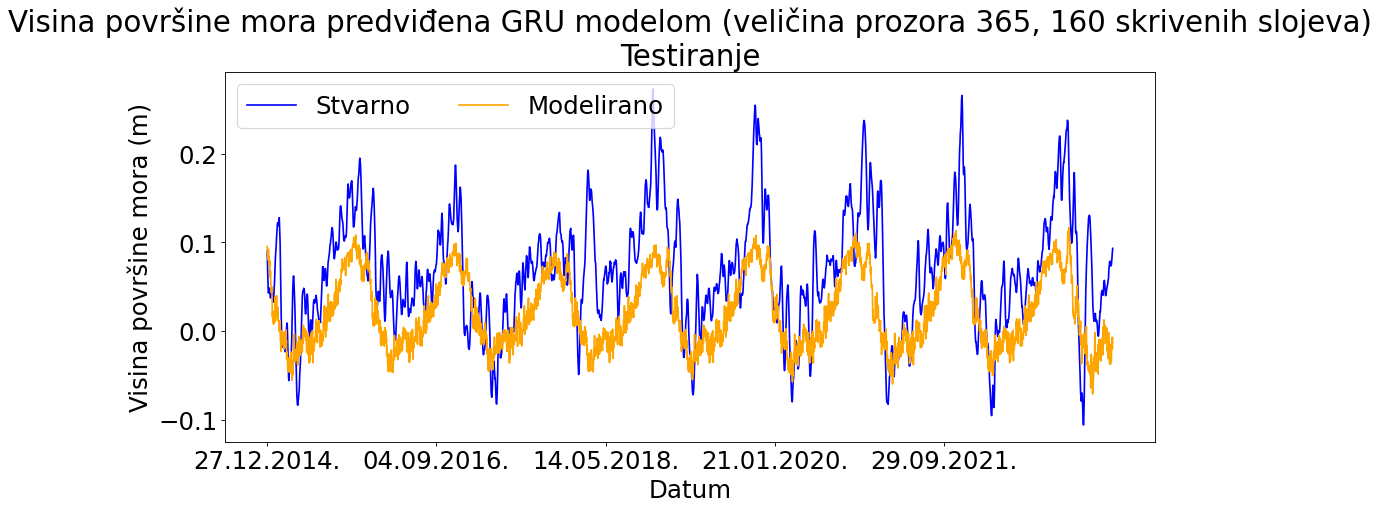 Visina površine mora predviđena GRU modelom (veličina prozora 365, 160 skrivenih slojeva)
Testiranje
Stvarno
Modelirano
Visina površine mora (m)
0.2
0.1
0.0
−0.1
27.12.2014.
04.09.2016.
14.05.2018.
21.01.2020.
29.09.2021.
Datum